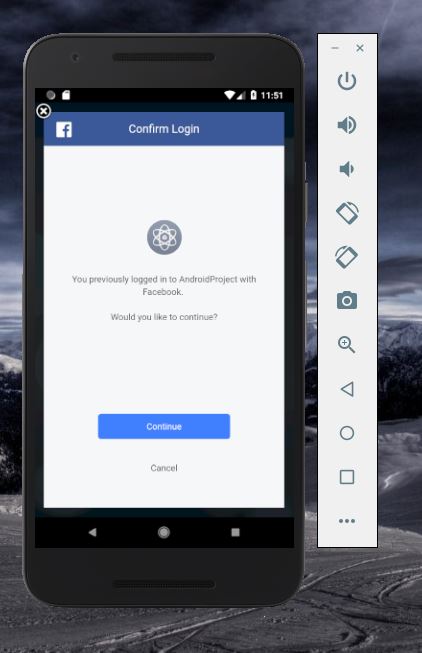 11:51
Confirm Login
You previously logged in to AndroidProject with
Facebook.
Would you like to continue?
Continue
Cancel